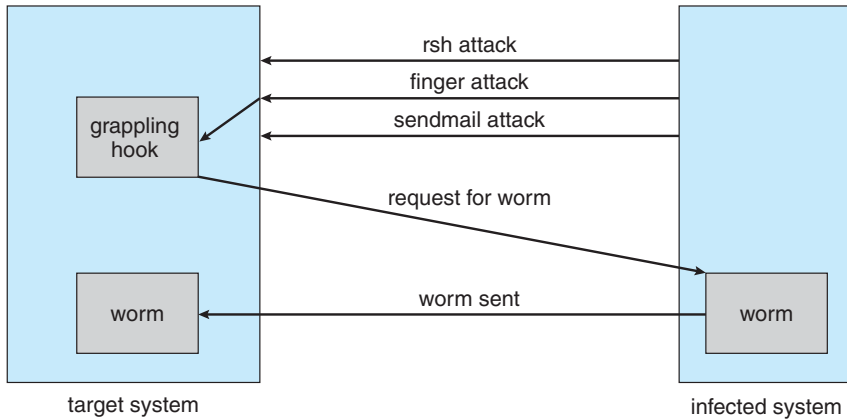 rsh attack
finger attack
sendmail attack
grappling
hook
request for worm
worm
worm sent
worm
target system
infected system